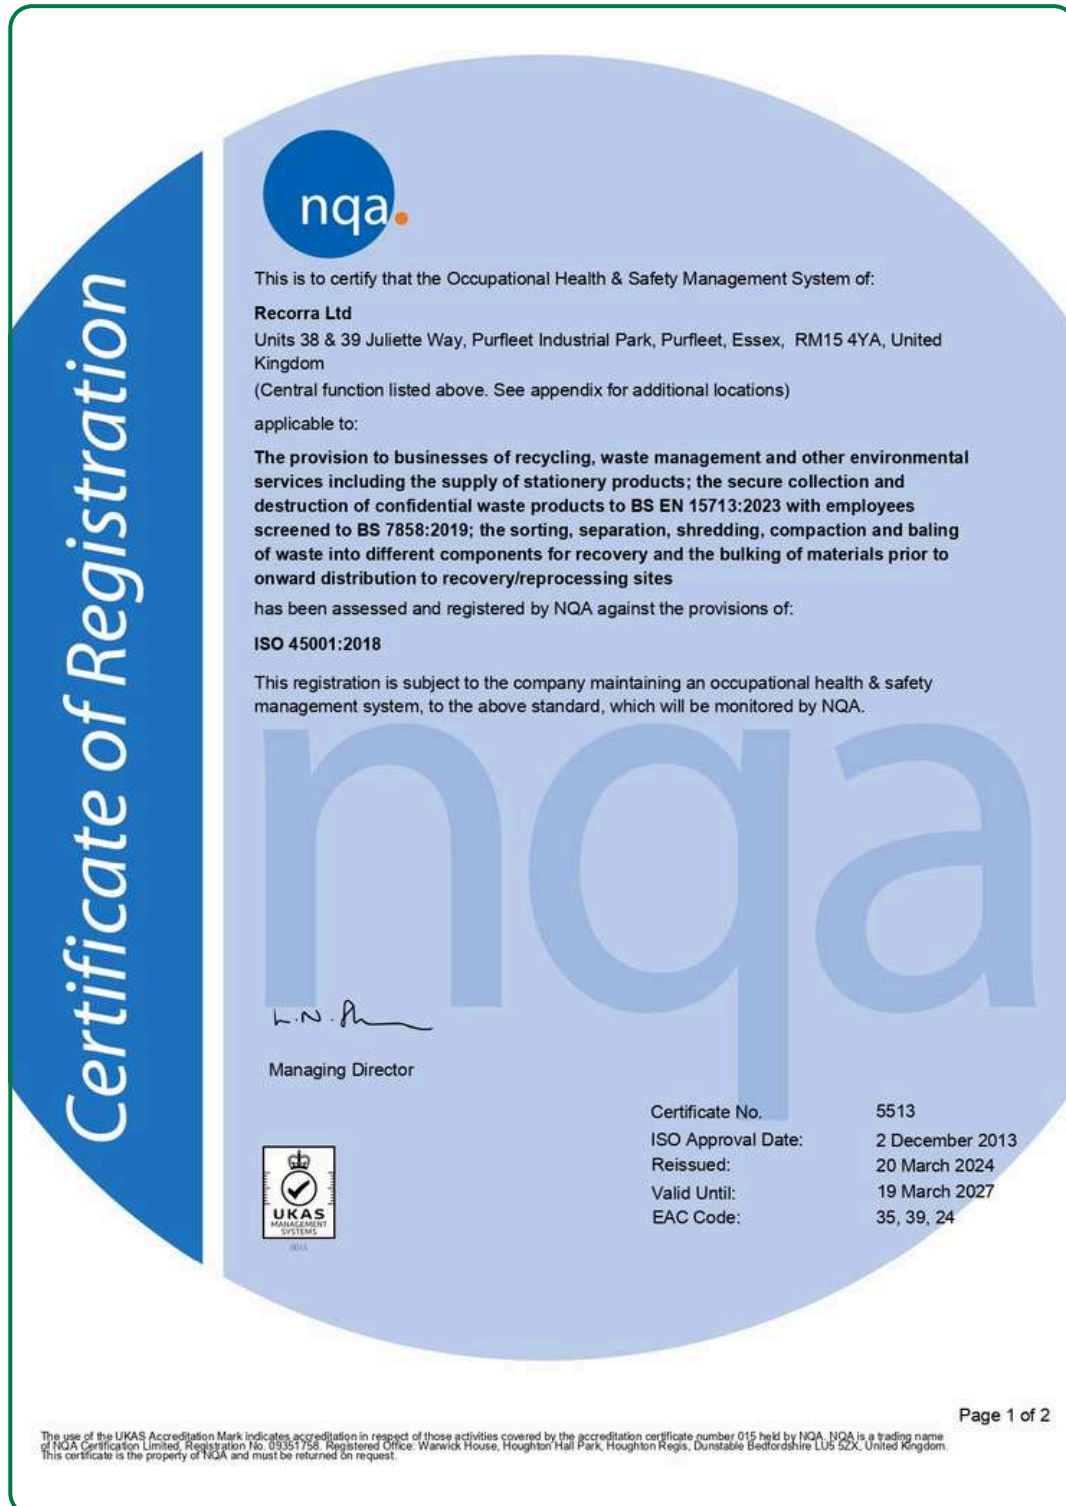 Certificate of Registration
nqa.
This is to certify that the Occupational Health & Safety Management System of:
Recorra Ltd
Units 38 & 39 Juliette Way, Purfleet Industrial Park, Purfleet, Essex, RM15 4YA, United
Kingdom
(Central function listed above. See appendix for additional locations)
applicable to:
The provision to businesses of recycling, waste management and other environmental
services including the supply of stationery products; the secure collection and
destruction of confidential waste products to BS EN 15713:2023 with employees
screened to BS 7858:2019; the sorting, separation, shredding, compaction and baling
of waste into different components for recovery and the bulking of materials prior to
onward distribution to recovery/reprocessing sites
has been assessed and registered by NQA against the provisions of:
ISO 45001:2018
This registration is subject to the company maintaining an occupational health & safety
management system, to the above standard, which will be monitored by NQA.
nqa
L.N.
Managing Director
Certificate No. 5513
ISO Approval Date: 2 December 2013
Reissued: 20 March 2024
Valid Until: 19 March 2027
EAC Code: 35, 39, 24
UKAS
MANAGEMENT
SYSTEMS
0015
Page 1 of 2
The use of the UKAS Accreditation Mark indicates accreditation in respect of those activities covered by the accreditation certificate number 015 held by NQA. NQA is a trading name
of NQA Certification Limited, Registration No. 09351758. Registered Office: Warwick House, Houghton Hall Park, Houghton Regis, Dunstable Bedfordshire LU5 5ZX, United Kingdom.
This certificate is the property of NQA and must be returned on request.